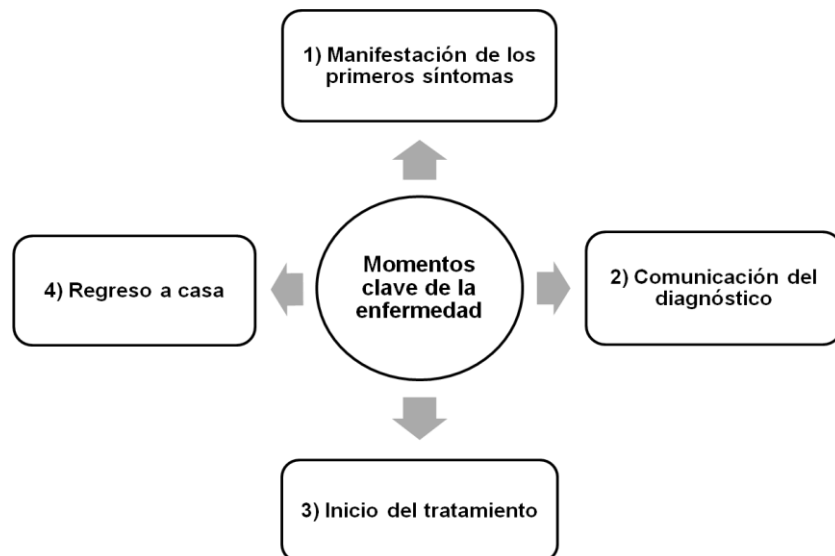 1) Manifestación de los
primeros síntomas
Momentos
clave de la
enfermedad
2) Comunicación del
diagnóstico
3) Inicio del tratamiento
4) Regreso a casa